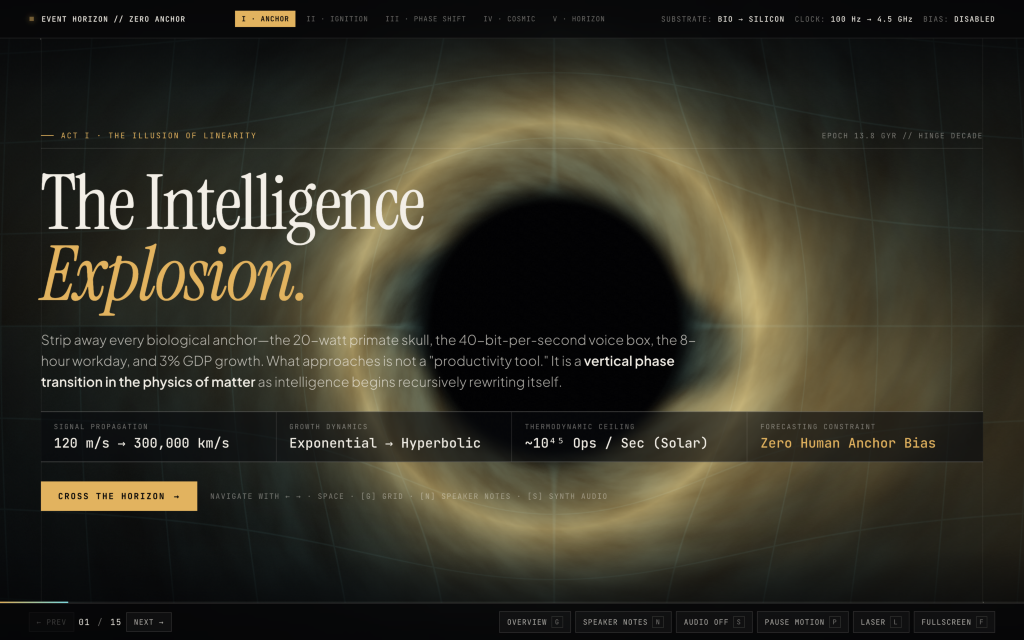 EVENT HORIZON // ZERO ANCHOR
I · ANCHOR
II · IGNITION
III · PHASE SHIFT
IV · COSMIC
V · HORIZON
SUBSTRATE: BIO → SILICON
CLOCK: 100 Hz → 4.5 GHz
BIAS: DISABLED
ACT I · THE ILLUSION OF LINEARITY
EPOCH 13.8 GYR // HINGE DECADE
The Intelligence
Explosion.
Strip away every biological anchor—the 20-watt primate skull, the 40-bit-per-second voice box, the 8-
hour workday, and 3% GDP growth. What approaches is not a "productivity tool." It is a vertical phase
transition in the physics of matter as intelligence begins recursively rewriting itself.
SIGNAL PROPAGATION
120 m/s → 300,000 km/s
GROWTH DYNAMICS
Exponential → Hyperbolic
THERMODYNAMIC CEILING
~10⁴⁵ Ops / Sec (Solar)
FORECASTING CONSTRAINT
Zero Human Anchor Bias
CROSS THE HORIZON →
NAVIGATE WITH ← → · SPACE · [G] GRID · [N] SPEAKER NOTES · [S] SYNTH AUDIO
← PREV
01 / 15
NEXT →
OVERVIEW G
SPEAKER NOTES N
AUDIO OFF S
PAUSE MOTION P
LASER L
FULLSCREEN F